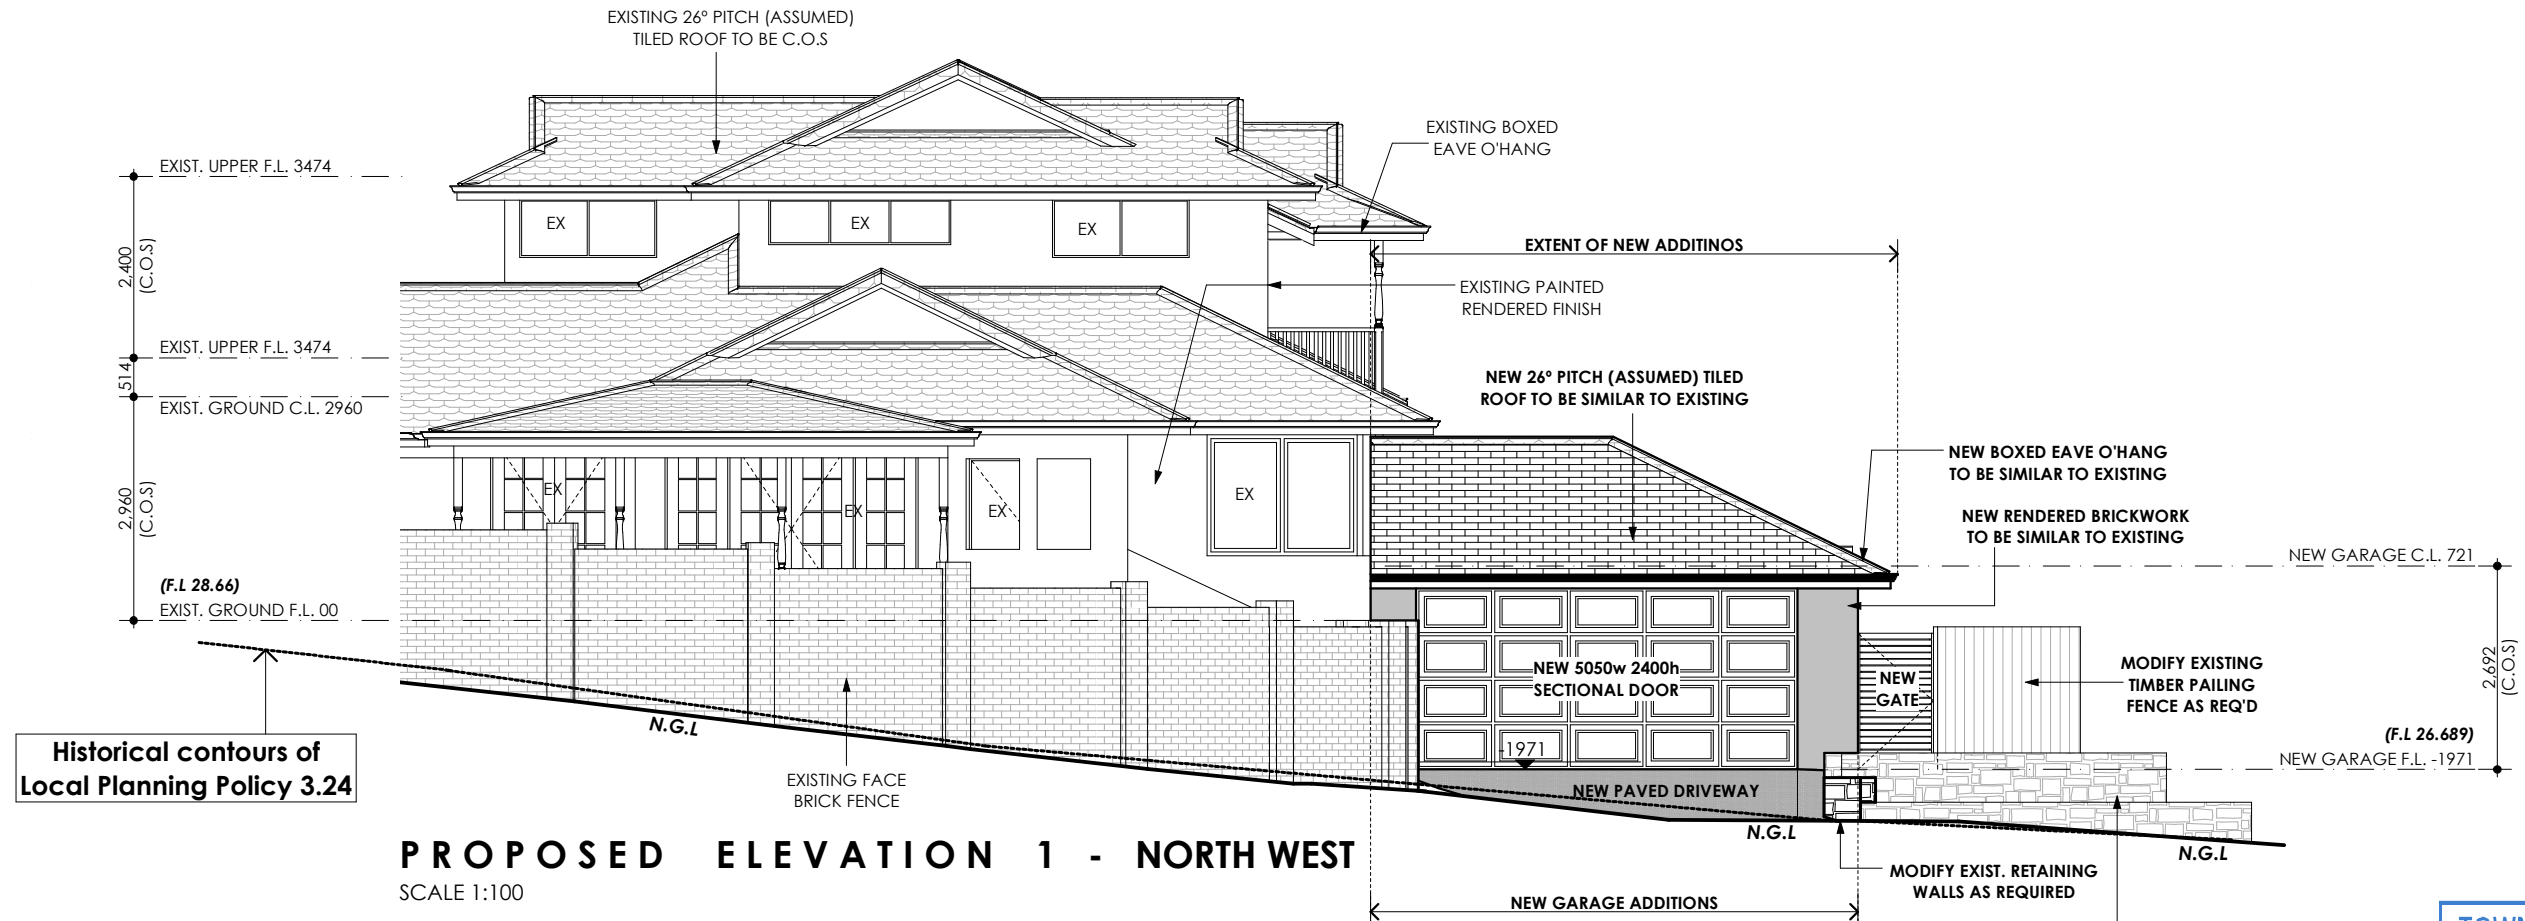 EXISTING 26º PITCH (ASSUMED)
TILED ROOF TO BE C.O.S
EXISTING BOXED
EAVE O'HANG
EXIST. UPPER F.L. 3474
EX
EX
EX
2,400
(C.O.S)
EXTENT OF NEW ADDITINOS
EXISTING PAINTED
RENDERED FINISH
EXIST. UPPER F.L. 3474
514
EXIST. GROUND C.L. 2960
NEW 26º PITCH (ASSUMED) TILED
ROOF TO BE SIMILAR TO EXISTING
NEW BOXED EAVE O'HANG
TO BE SIMILAR TO EXISTING
2,960
(C.O.S)
EX
EX
EX
EX
NEW RENDERED BRICKWORK
TO BE SIMILAR TO EXISTING
NEW GARAGE C.L. 721
(F.L 28.66)
EXIST. GROUND F.L. 00
NEW 5050w 2400h
SECTIONAL DOOR
NEW
GATE
MODIFY EXISTING
TIMBER PAILING
FENCE AS REQ'D
2,692
(C.O.S)
N.G.L
-1971
(F.L 26.689)
NEW GARAGE F.L. -1971
Historical contours of
Local Planning Policy 3.24
EXISTING FACE
BRICK FENCE
NEW PAVED DRIVEWAY
N.G.L
N.G.L
PROPOSED ELEVATION 1 - NORTH WEST
SCALE 1:100
MODIFY EXIST. RETAINING
WALLS AS REQUIRED
NEW GARAGE ADDITIONS